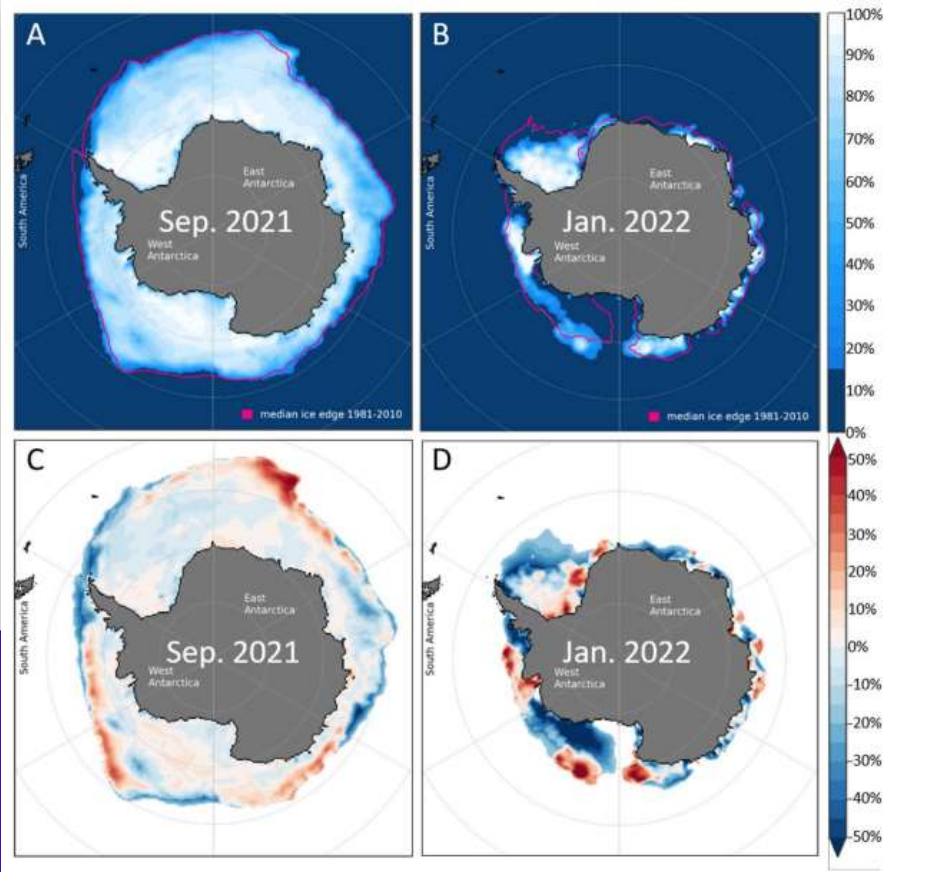 A
South America
East
Antarctica
Sep. 2021
West
Antarctica
median ice edge 1981-2010
B
South America
East
Antarctica
Jan. 2022
West
Antarctica
median ice edge 1981-2010
100%
90%
80%
70%
60%
50%
40%
30%
20%
10%
0%
C
South America
East
Antarctica
Sep. 2021
West
Antarctica
D
South America
East
Antarctica
Jan. 2022
West
Antarctica
50%
40%
30%
20%
10%
0%
-10%
-20%
-30%
-40%
-50%